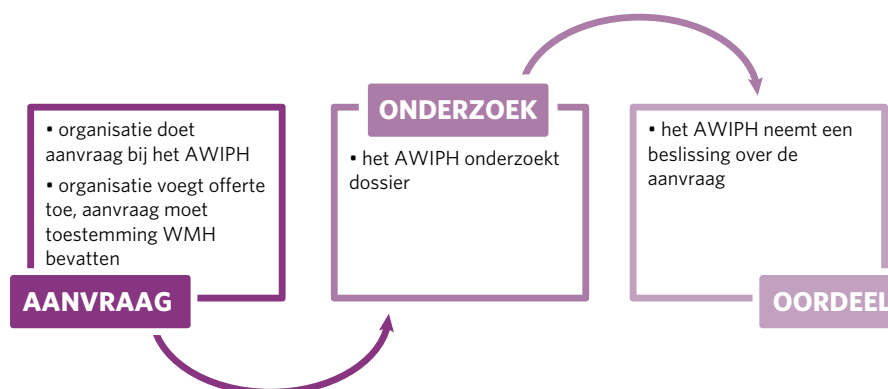 • organisatie doet
aanvraag bij het AWIPH
• organisatie voegt offerte
toe, aanvraag moet
toestemming WMH
bevatten
AANVRAAG
ONDERZOEK
• het AWIPH onderzoekt
dossier
• het AWIPH neemt een
beslissing over de
aanvraag
OORDEEL